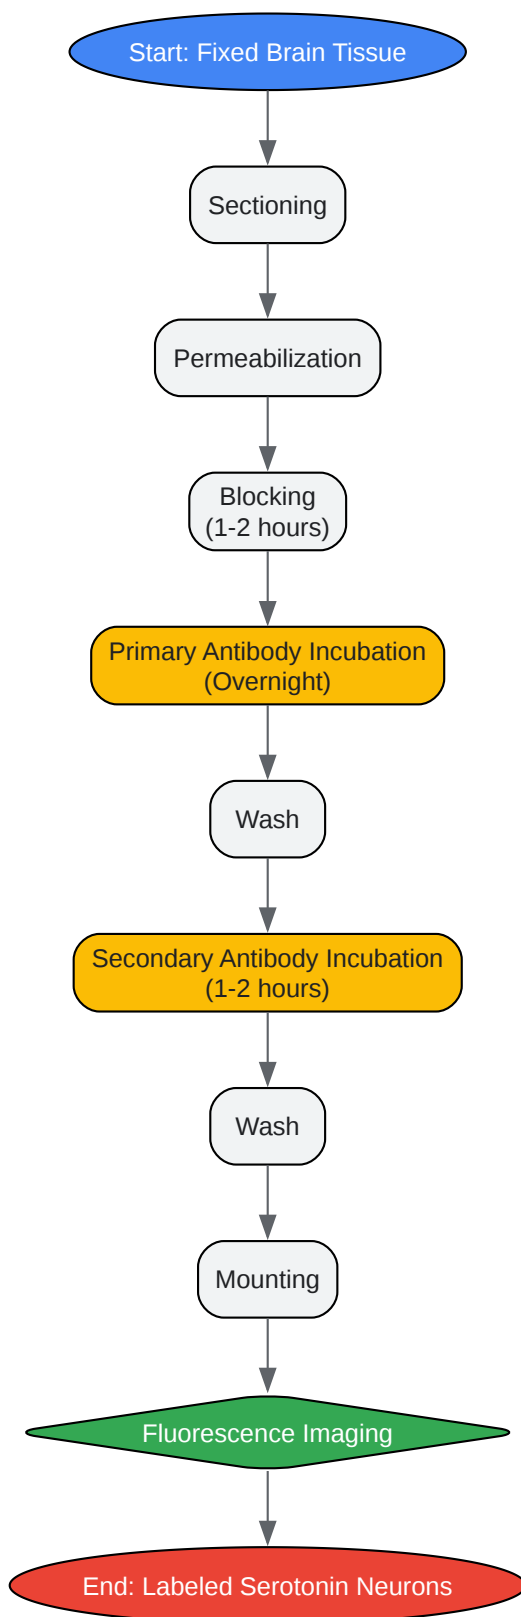 Start: Fixed Brain Tissue
Sectioning
Permeabilization
Blocking
(1-2 hours)
Primary Antibody Incubation
(Overnight)
Wash
Secondary Antibody Incubation
(1-2 hours)
Wash
Mounting
Fluorescence Imaging
End: Labeled Serotonin Neurons